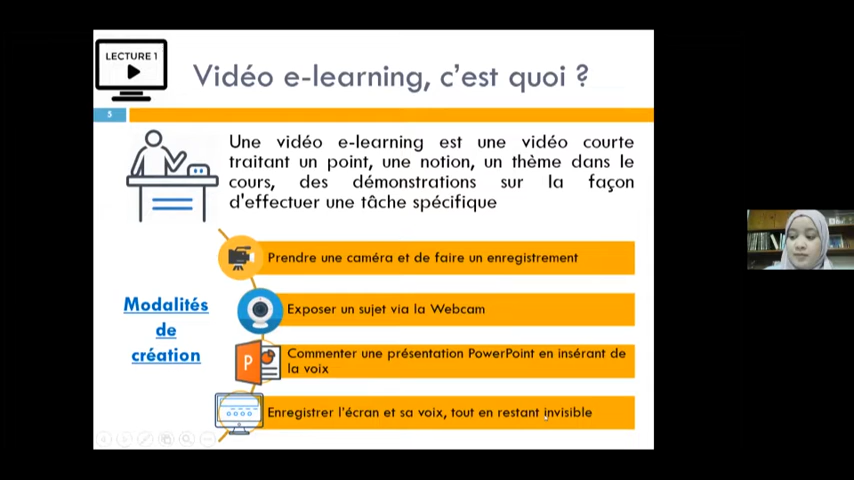 LECTURE 1
Vidéo e-learning, c'est quoi ?
5
Une vidéo e-learning est une vidéo courte
traitant un point, une notion, un thème dans le
cours, des démonstrations sur la façon
d'effectuer une tâche spécifique
Modalités
de
création
Prendre une caméra et de faire un enregistrement
Exposer un sujet via la Webcam
P
Commenter une présentation PowerPoint en insérant de
la voix
Enregistrer l'écran et sa voix, tout en restant invisible